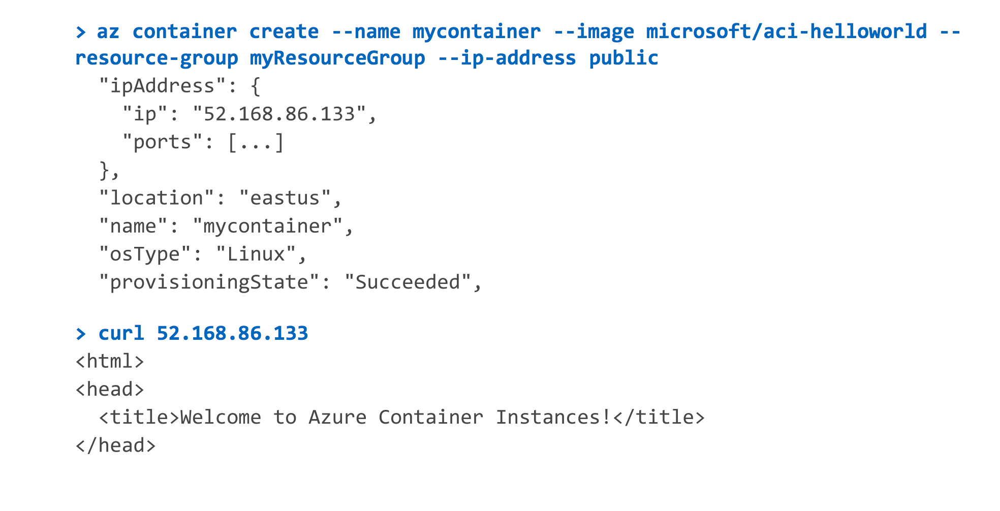 > az container create --name mycontainer --image microsoft/aci-helloworld --
resource-group myResourceGroup --ip-address public
  "ipAddress": {
    "ip": "52.168.86.133",
    "ports": [...]
  },
  "location": "eastus",
  "name": "mycontainer",
  "osType": "Linux",
  "provisioningState": "Succeeded",

> curl 52.168.86.133
<html>
<head>
  <title>Welcome to Azure Container Instances!</title>
</head>